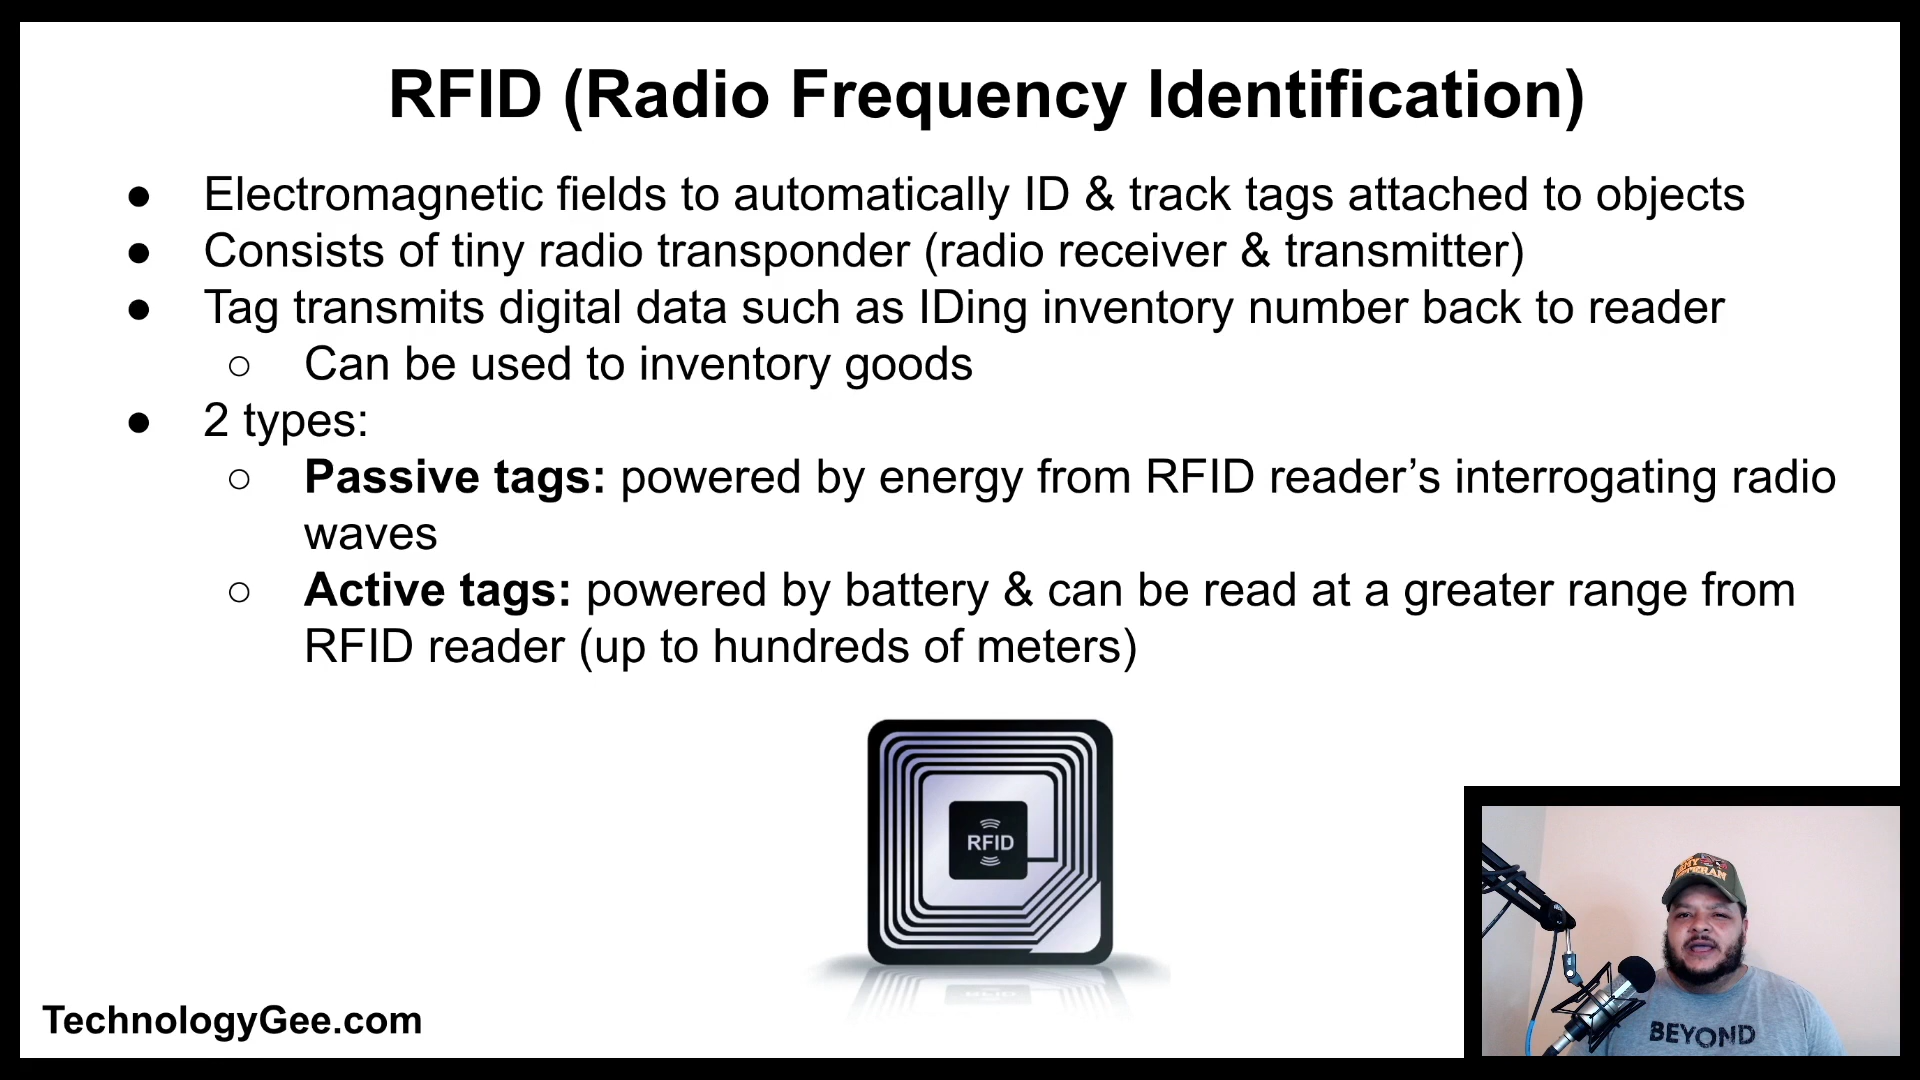 RFID (Radio Frequency Identification)
● Electromagnetic fields to automatically ID & track tags attached to objects
● Consists of tiny radio transponder (radio receiver & transmitter)
● Tag transmits digital data such as IDing inventory number back to reader
○ Can be used to inventory goods
● 2 types:
○ Passive tags: powered by energy from RFID reader’s interrogating radio
waves
○ Active tags: powered by battery & can be read at a greater range from
RFID reader (up to hundreds of meters)
RFID
TechnologyGee.com
BEYOND